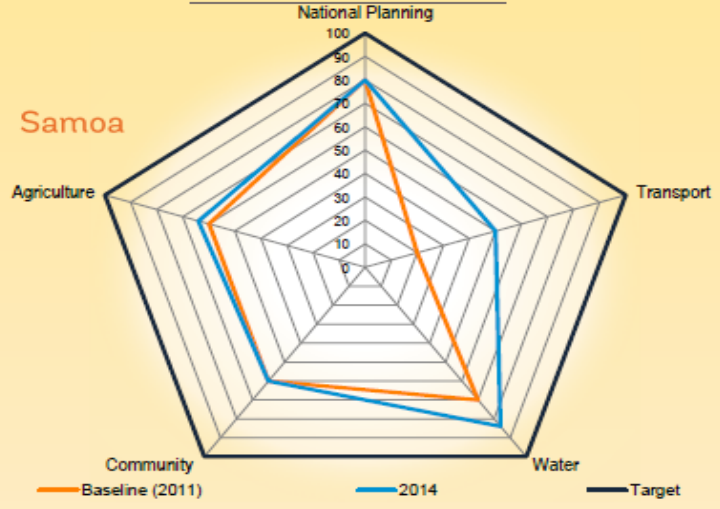 National Planning
100
90
80
70
60
50
40
30
20
10
0
Samoa
Agriculture
Transport
Community
Water
Baseline (2011)
2014
Target